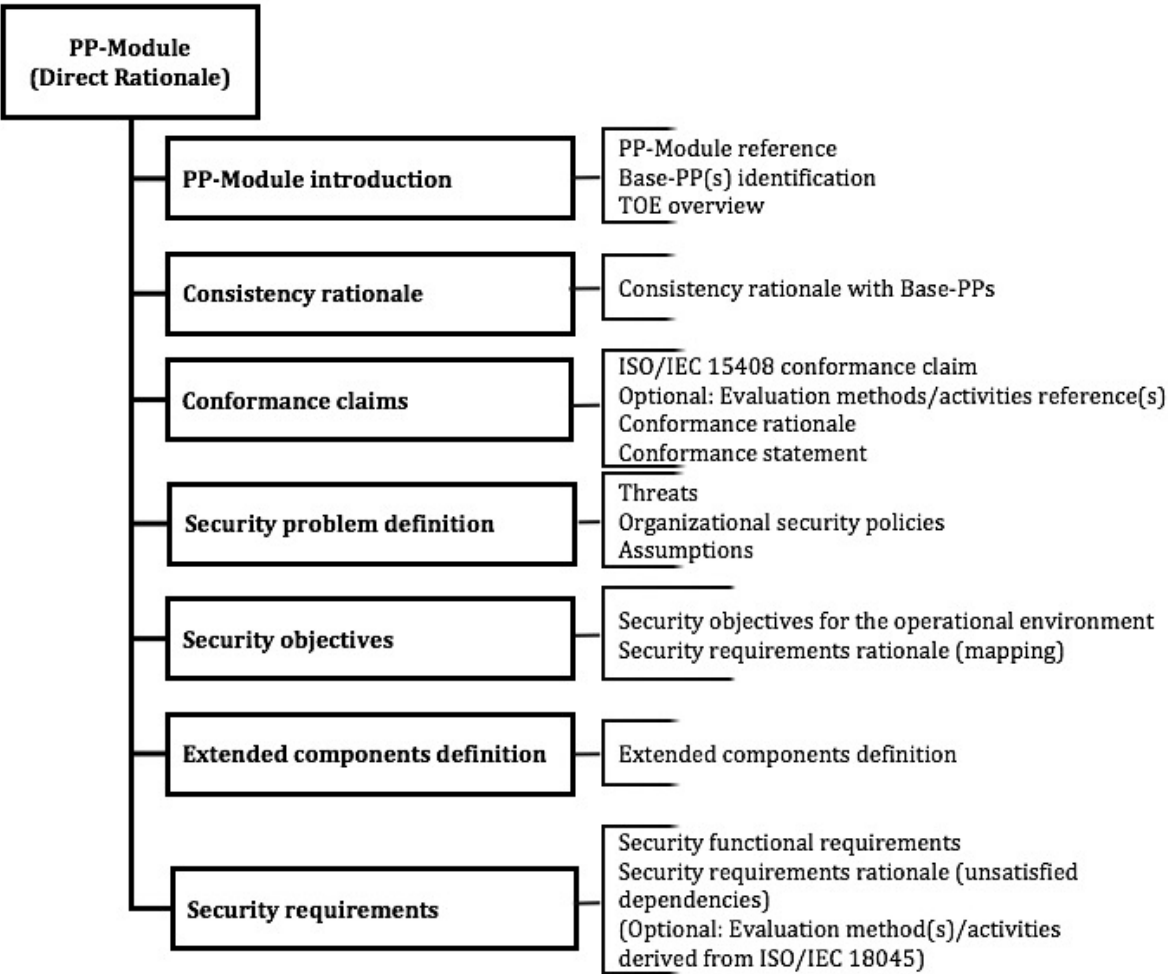 PP-Module
(Direct Rationale)
PP-Module introduction
PP-Module reference
Base-PP(s) identification
TOE overview
Consistency rationale
Consistency rationale with Base-PPs
Conformance claims
ISO/IEC 15408 conformance claim
Optional: Evaluation methods/activities reference(s)
Conformance rationale
Conformance statement
Security problem definition
Threats
Organizational security policies
Assumptions
Security objectives
Security objectives for the operational environment
Security requirements rationale (mapping)
Extended components definition
Extended components definition
Security requirements
Security functional requirements
Security requirements rationale (unsatisfied
dependencies)
(Optional: Evaluation method(s)/activities
derived from ISO/IEC 18045)